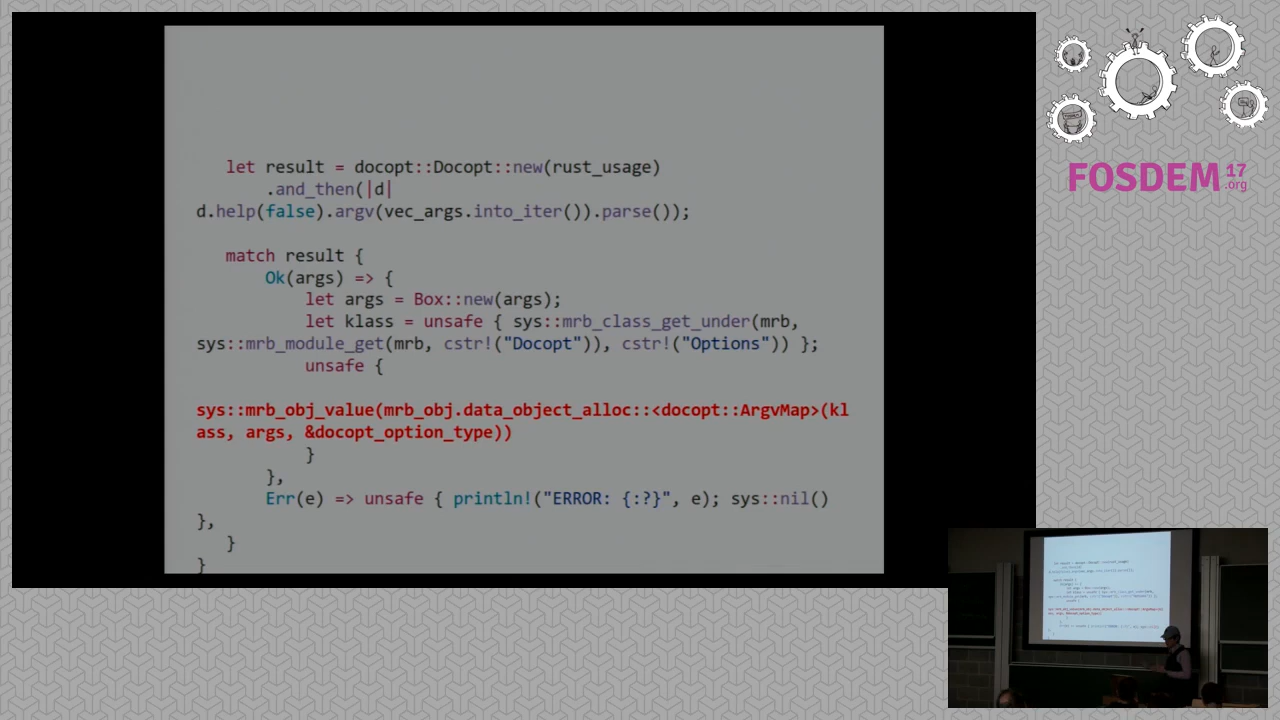 let result = docopt::Docopt::new(rust_usage)
.and_then(|d|
d.help(false).argv(vec_args.into_iter()).parse());
match result {
Ok(args) => {
let args = Box::new(args);
let klass = unsafe { sys::mrb_class_get_under(mrb,
sys::mrb_module_get(mrb, cstr!("Docopt")), cstr!("Options")) };
unsafe {
sys::mrb_obj_value(mrb_obj.data_object_alloc::<docopt::ArgvMap>(kl
ass, args, &docopt_option_type))
}
},
Err(e) => unsafe { println!("ERROR: {:?}", e); sys::nil()
},
}
}
FOSDEM 17
.org